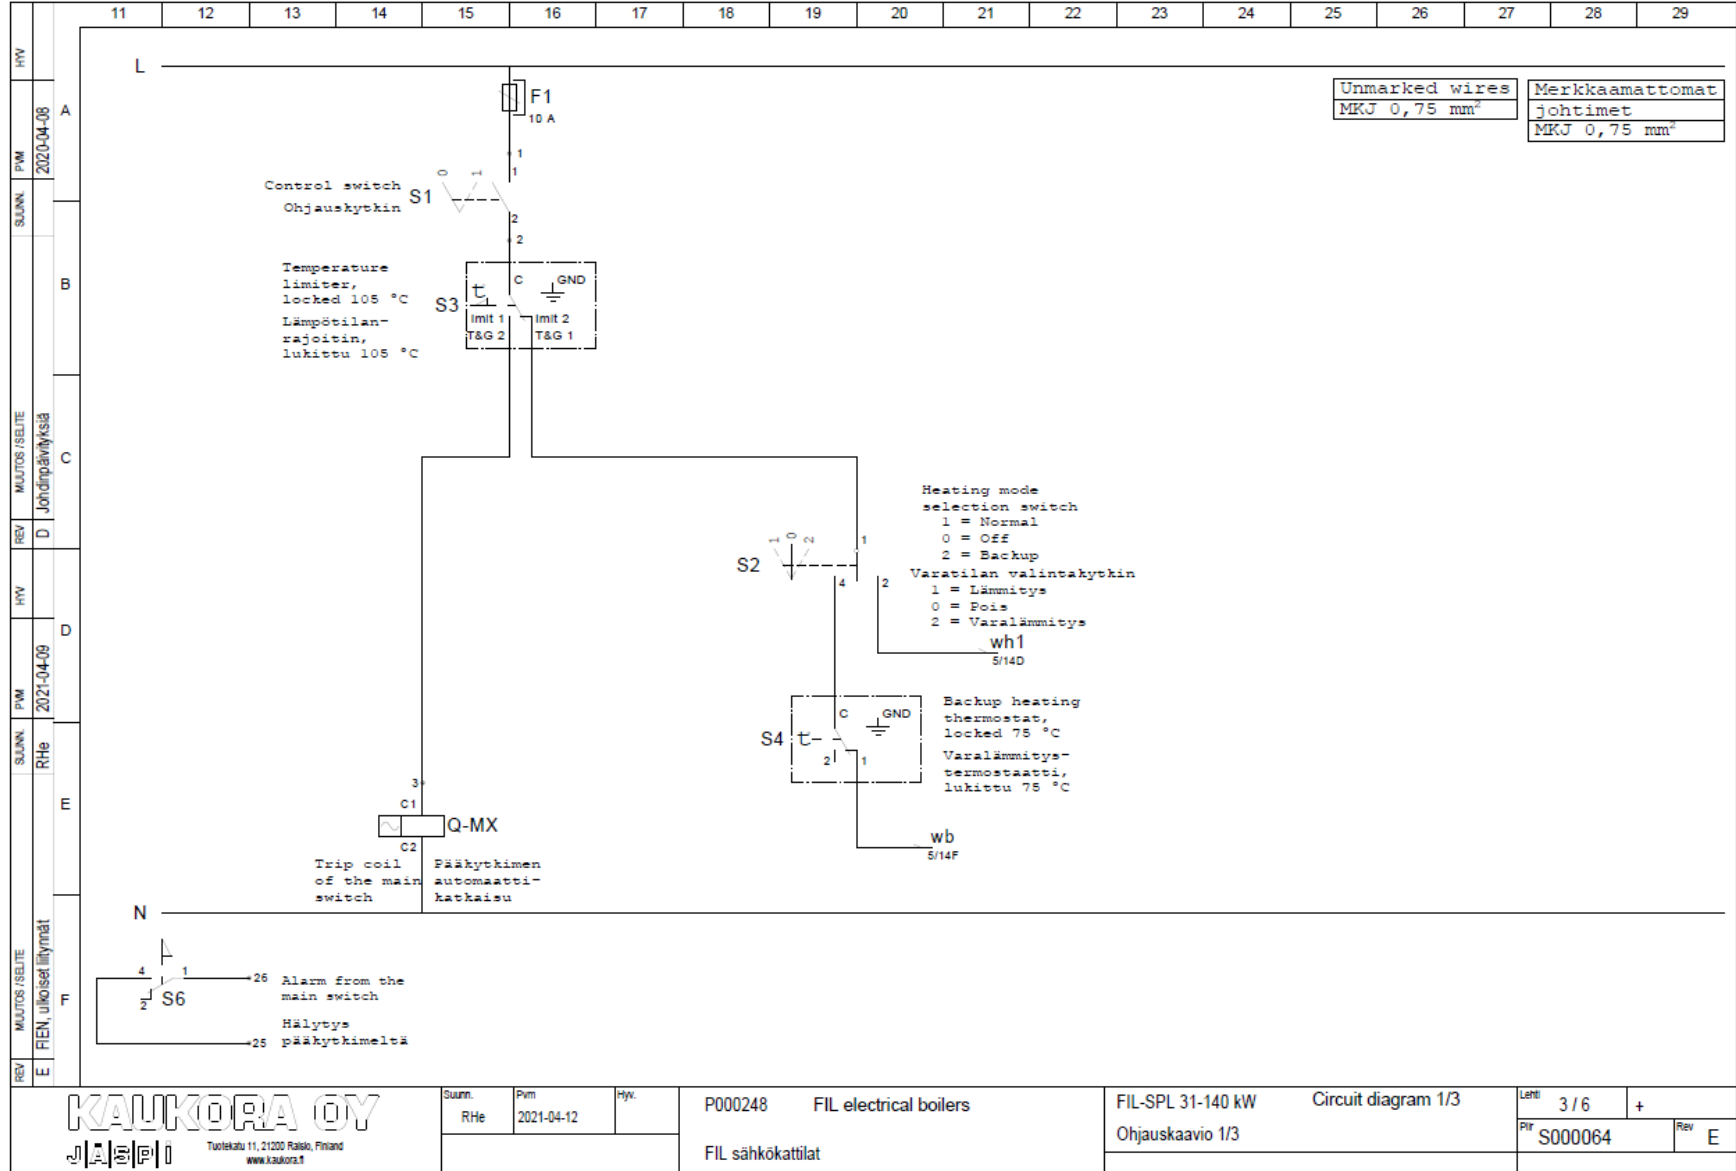 11 12 13 14 15 16 17 18 19 20 21 22 23 24 25 26 27 28 29
A
B
C
D
E
F
HYV
PVM
2020-04-08
SUUNN.
MUUTOS / SELITE
Johdinpäivityksiä
REV
D
HYV
PVM
2021-04-09
SUUNN.
RHe
MUUTOS / SELITE
FIEN, ulkoiset liitynnät
REV
E
L
F1
10 A
Unmarked wires
MKJ 0,75 mm²
Merkkaamattomat
johtimet
MKJ 0,75 mm²
1
1
0 1
Control switch
Ohjauskytkin
S1
2
2
Temperature
limiter,
locked 105 °C
Lämpötilan-
rajoitin,
lukittu 105 °C
S3
t
C
GND
Imit 1
T&G 2
Imit 2
T&G 1
Heating mode
selection switch
1 = Normal
0 = Off
2 = Backup
Varatilan valintakytkin
1 = Lämmitys
0 = Pois
2 = Varalämmitys
1 0 2
S2
1
4
2
wh1
5/14D
S4
t
C
GND
2
1
Backup heating
thermostat,
locked 75 °C
Varalämmitys-
termostaatti,
lukittu 75 °C
wb
5/14F
3
C1
Q-MX
C2
Trip coil
of the main
switch
Pääkytkimen
automaatti-
katkaisu
N
4
1
2
S6
26
Alarm from the
main switch
Hälytys
pääkytkimeltä
25
KAUKORA OY
JÄSPI
Tuotekatu 11, 21200 Raisio, Finland
www.kaukora.fi
Suunn.
RHe
Pvm
2021-04-12
Hyv.
P000248 FIL electrical boilers
FIL sähkökattilat
FIL-SPL 31-140 kW Circuit diagram 1/3
Ohjauskaavio 1/3
Lehti
3 / 6
+
Piir
S000064
Rev
E